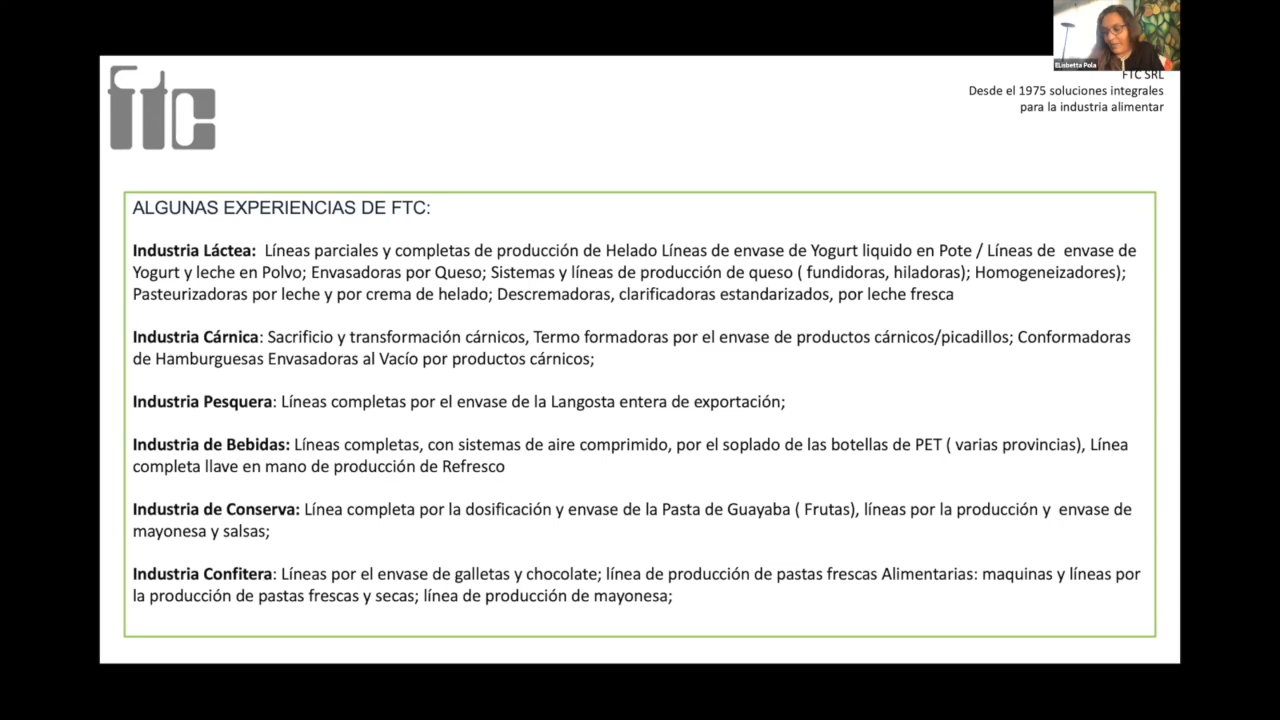 ELisbetta Pola
ftc
FTC SRL
Desde el 1975 soluciones integrales
para la industria alimentar
ALGUNAS EXPERIENCIAS DE FTC:
Industria Láctea:  Líneas parciales y completas de producción de Helado Líneas de envase de Yogurt liquido en Pote / Líneas de  envase de
Yogurt y leche en Polvo; Envasadoras por Queso; Sistemas y líneas de producción de queso ( fundidoras, hiladoras); Homogeneizadores);
Pasteurizadoras por leche y por crema de helado; Descremadoras, clarificadoras estandarizados, por leche fresca
Industria Cárnica: Sacrificio y transformación cárnicos, Termo formadoras por el envase de productos cárnicos/picadillos; Conformadoras
de Hamburguesas Envasadoras al Vacío por productos cárnicos;
Industria Pesquera: Líneas completas por el envase de la Langosta entera de exportación;
Industria de Bebidas: Líneas completas, con sistemas de aire comprimido, por el soplado de las botellas de PET ( varias provincias), Línea
completa llave en mano de producción de Refresco
Industria de Conserva: Línea completa por la dosificación y envase de la Pasta de Guayaba ( Frutas), líneas por la producción y  envase de
mayonesa y salsas;
Industria Confitera: Líneas por el envase de galletas y chocolate; línea de producción de pastas frescas Alimentarias: maquinas y líneas por
la producción de pastas frescas y secas; línea de producción de mayonesa;